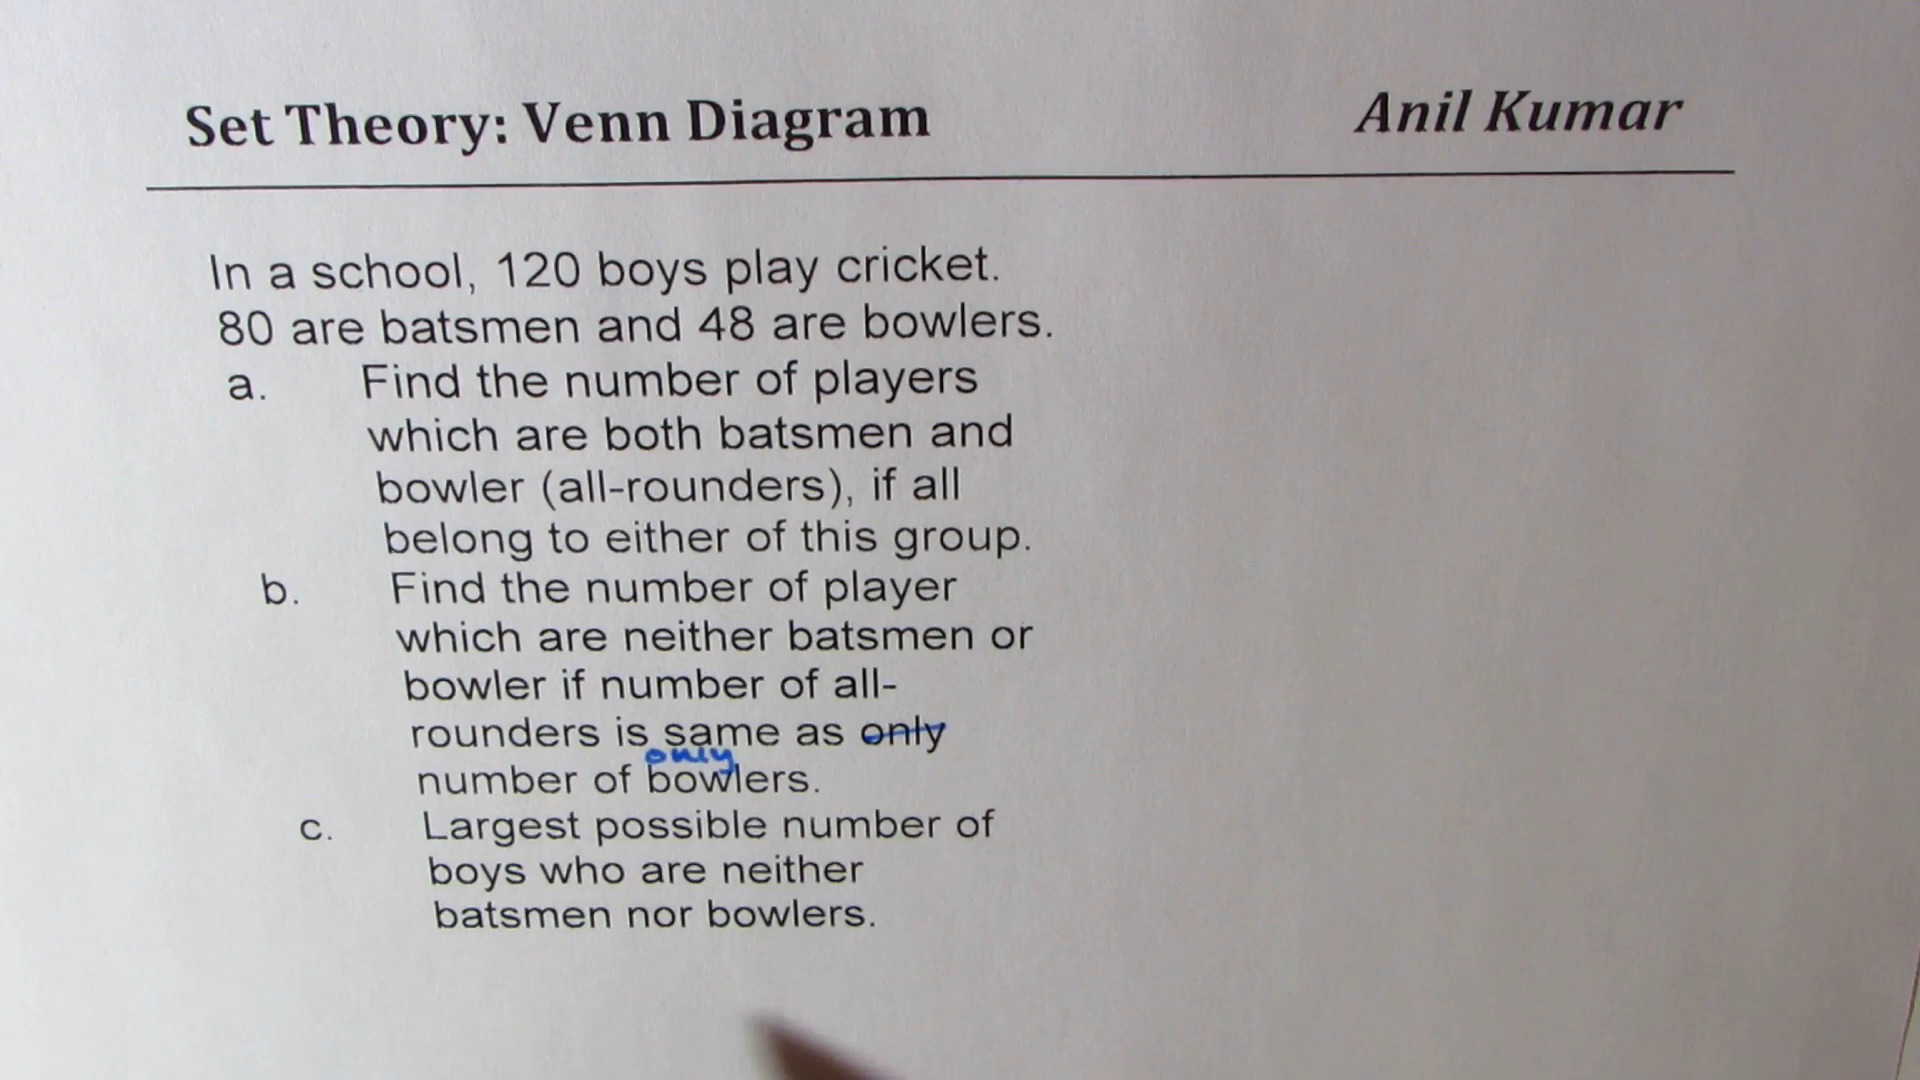 Set Theory: Venn Diagram
Anil Kumar
In a school, 120 boys play cricket.
80 are batsmen and 48 are bowlers.
a. Find the number of players
which are both batsmen and
bowler (all-rounders), if all
belong to either of this group.
b. Find the number of player
which are neither batsmen or
bowler if number of all-
rounders is same as only
only
number of bowlers.
c. Largest possible number of
boys who are neither
batsmen nor bowlers.